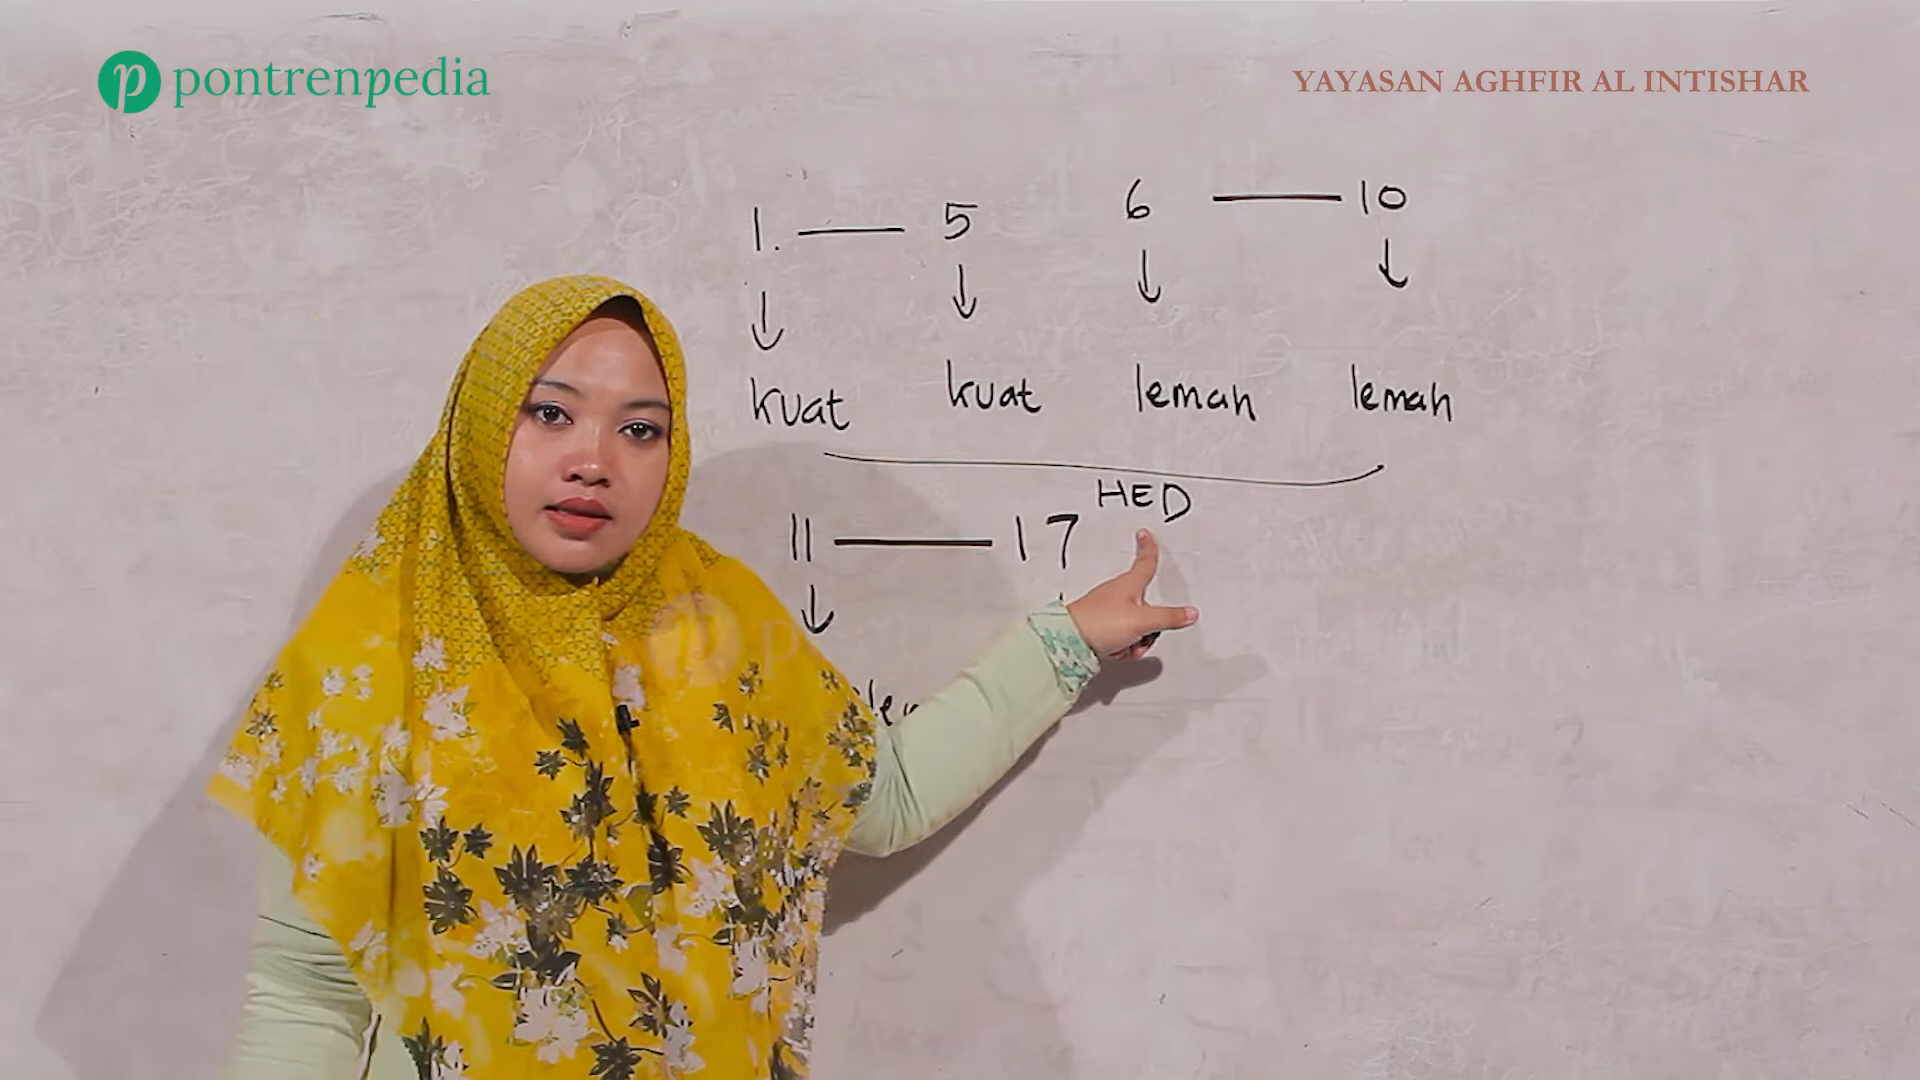 pontrenpedia
YAYASAN AGHFIR AL INTISHAR
1. — 5 6 — 10
↓ ↓ ↓ ↓
kuat kuat lemah lemah
HED
11 — 17
↓